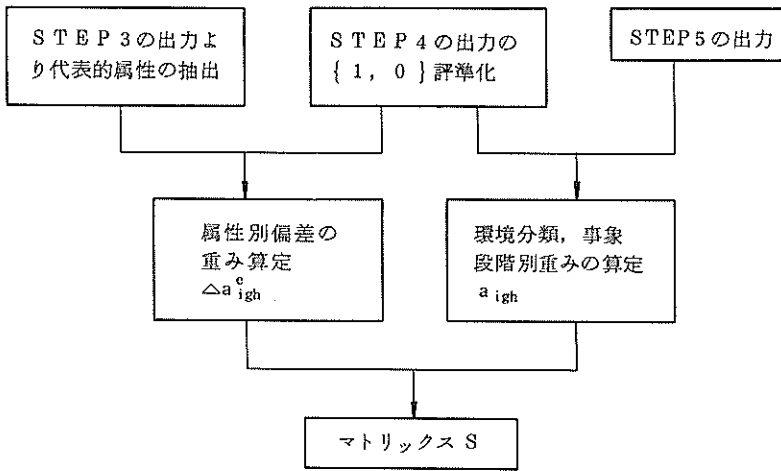 STEP3の出力よ
り代表的属性の抽出
STEP4の出力の
{1,0}評準化
STEP5の出力
属性別偏差の
重み算定
△a^e_igh
環境分類,事象
段階別重みの算定
a_igh
マトリックスS